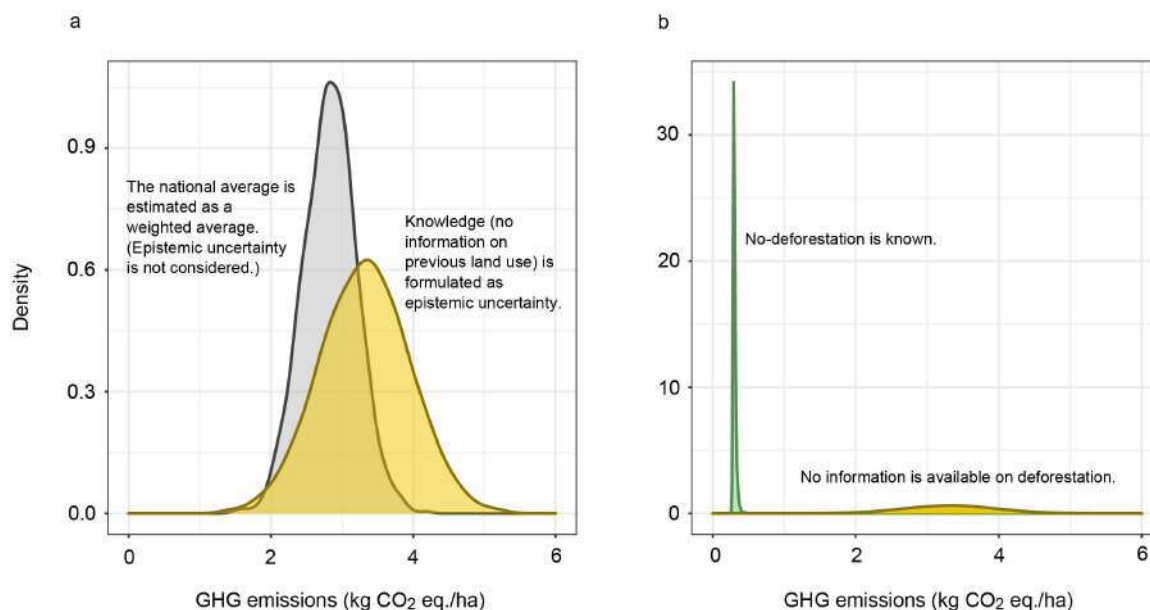 a
b
Density
0.9
0.6
0.3
0.0
The national average is
estimated as a
weighted average.
(Epistemic uncertainty
is not considered.)
Knowledge (no
information on
previous land use) is
formulated as
epistemic uncertainty.
0 2 4 6
GHG emissions (kg CO₂ eq./ha)
30
20
10
0
No-deforestation is known.
No information is available on deforestation.
0 2 4 6
GHG emissions (kg CO₂ eq./ha)